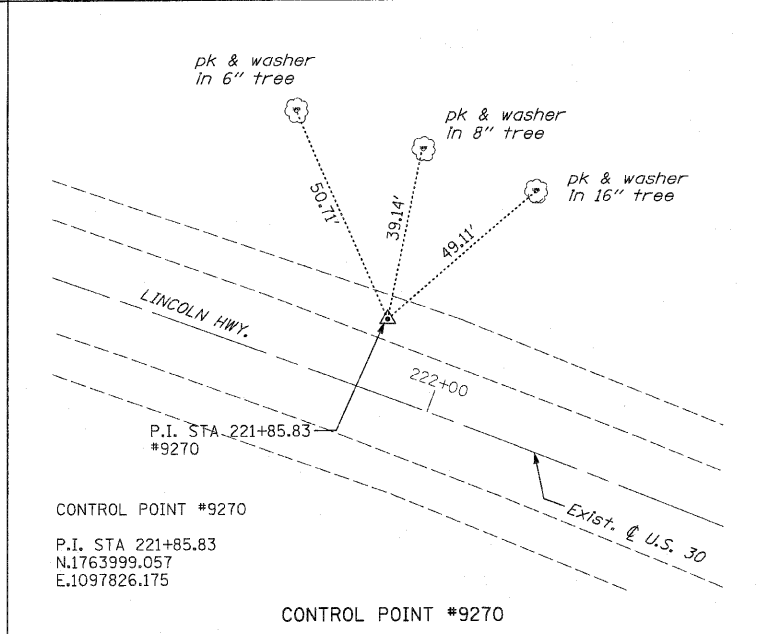 pk & washer
in 6" tree
pk & washer
in 8" tree
pk & washer
in 16" tree
50.71'
39.14'
49.11'
LINCOLN HWY.
222+00
P.I. STA 221+85.83
#9270
Exist. ℄ U.S. 30
CONTROL POINT #9270
P.I. STA 221+85.83
N.1763999.057
E.1097826.175
CONTROL POINT #9270